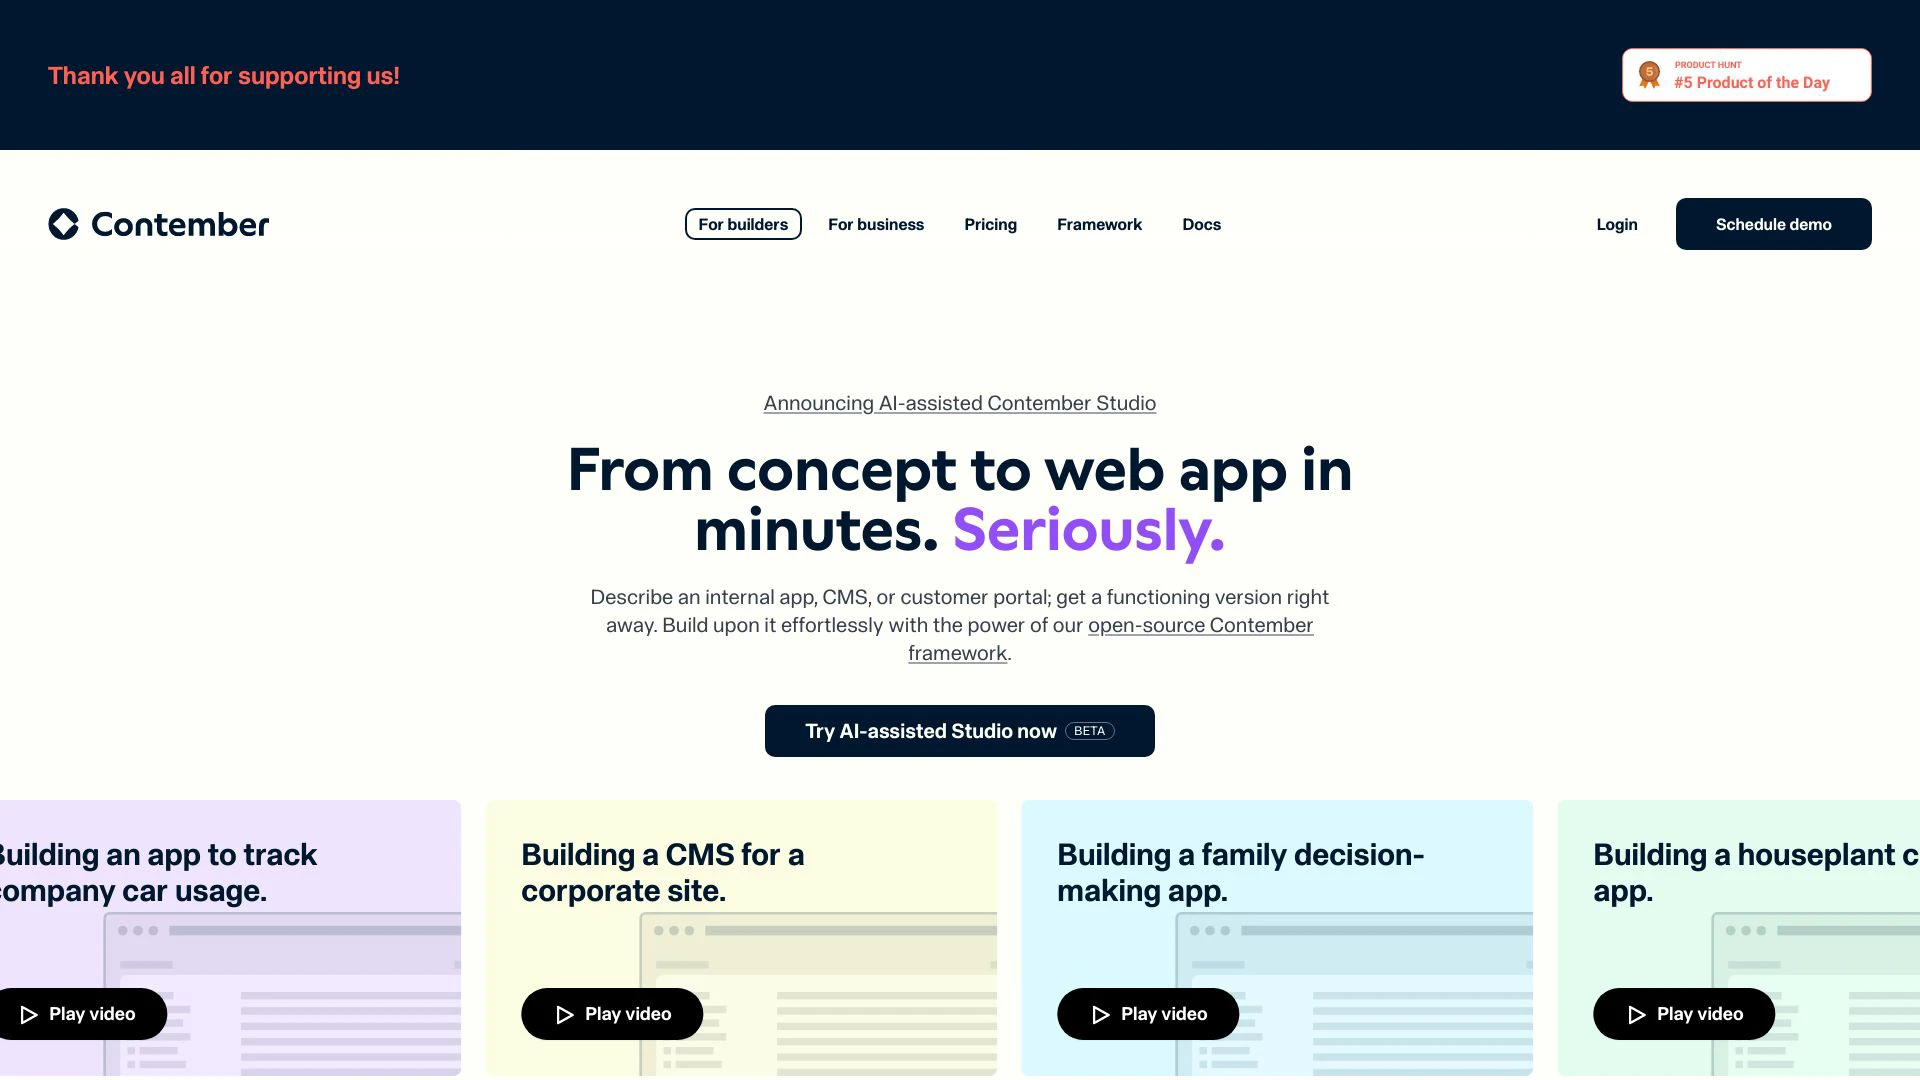 Thank you all for supporting us!
5
PRODUCT HUNT
#5 Product of the Day
Contember
For builders
For business
Pricing
Framework
Docs
Login
Schedule demo
Announcing AI-assisted Contember Studio
From concept to web app in
minutes. Seriously.
Describe an internal app, CMS, or customer portal; get a functioning version right
away. Build upon it effortlessly with the power of our open-source Contember
framework.
Try AI-assisted Studio now BETA
Building an app to track
company car usage.
Play video
Building a CMS for a
corporate site.
Play video
Building a family decision-
making app.
Play video
Building a houseplant c
app.
Play video